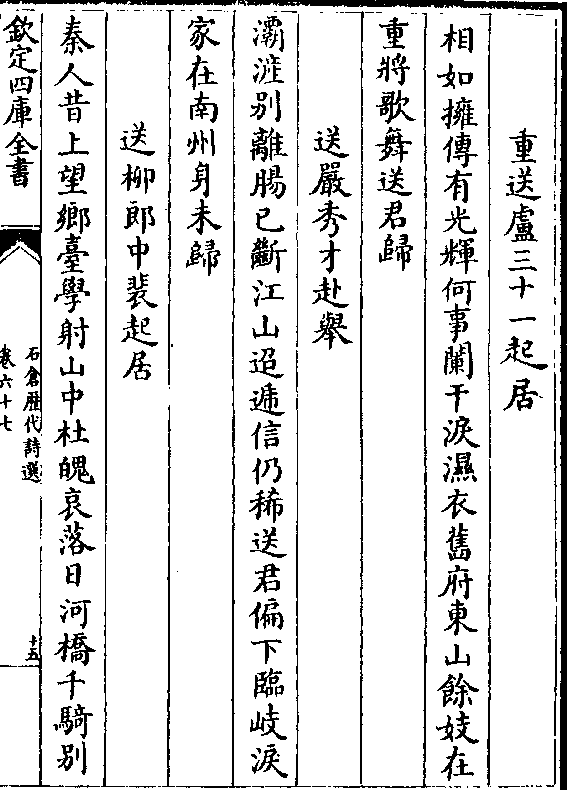 重送盧三十一起居
相如擁傳有光輝何事闌干淚濕衣舊府東山餘妓在
重將歌舞送君歸
送嚴秀才赴舉
灞滻别離腸已斷江山迢遞信仍稀送君偏下臨岐淚
家在南州身未歸
送柳郎中裴起居
秦人昔上望鄉臺學射山中杜魄哀落日河橋千騎别
欽定四庫全書
石倉歷代詩選
卷六十七
十五